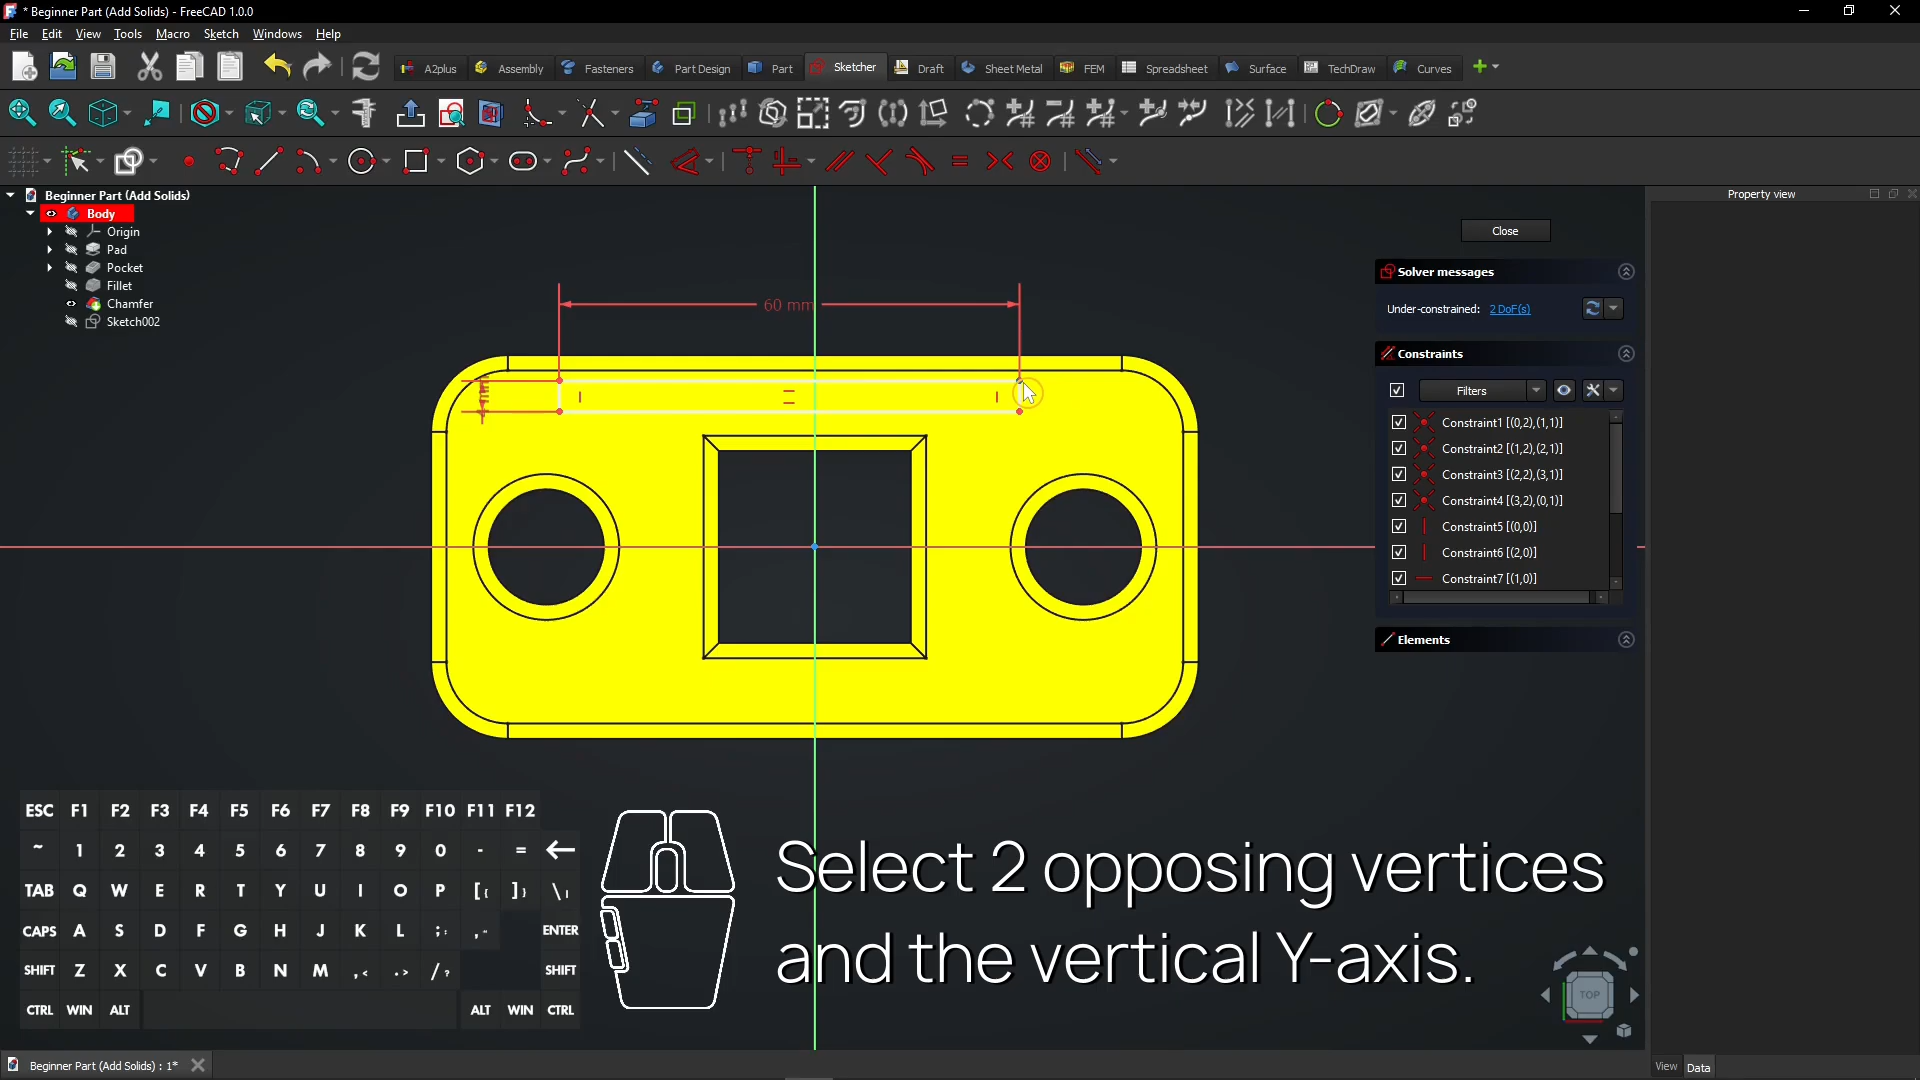 * Beginner Part (Add Solids) - FreeCAD 1.0.0
File Edit View Tools Macro Sketch Windows Help
A2plus Assembly Fasteners Part Design Part Sketcher Draft Sheet Metal FEM Spreadsheet Surface TechDraw Curves
Beginner Part (Add Solids)
Body
Origin
Pad
Pocket
Fillet
Chamfer
Sketch002
60 mm
Property view
Close
Solver messages
Under-constrained: 2 DoF(s)
Constraints
Filters
Constraint1 [(0,2),(1,1)]
Constraint2 [(1,2),(2,1)]
Constraint3 [(2,2),(3,1)]
Constraint4 [(3,2),(0,1)]
Constraint5 [(0,0)]
Constraint6 [(2,0)]
Constraint7 [(1,0)]
Elements
ESC F1 F2 F3 F4 F5 F6 F7 F8 F9 F10 F11 F12
~ 1 2 3 4 5 6 7 8 9 0 - = ←
TAB Q W E R T Y U I O P [{ ]} \|
CAPS A S D F G H J K L ;: ,“ ENTER
SHIFT Z X C V B N M ,< .> /? SHIFT
CTRL WIN ALT ALT WIN CTRL
Select 2 opposing vertices
and the vertical Y-axis.
TOP
Beginner Part (Add Solids) : 1*
View Data